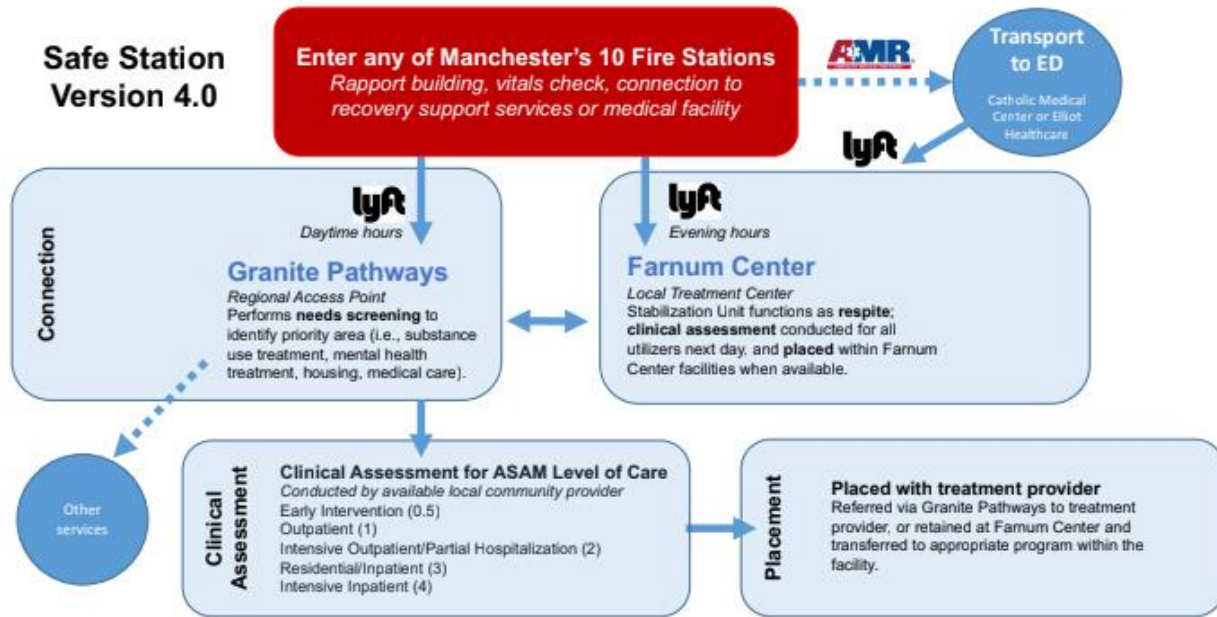 Safe Station
Version 4.0
Enter any of Manchester's 10 Fire Stations
Rapport building, vitals check, connection to
recovery support services or medical facility
AMR
Transport
to ED
Catholic Medical
Center or Elliot
Healthcare
lyft
Connection
lyft
Daytime hours
Granite Pathways
Regional Access Point
Performs needs screening to
identify priority area (i.e., substance
use treatment, mental health
treatment, housing, medical care).
lyft
Evening hours
Farnum Center
Local Treatment Center
Stabilization Unit functions as respite;
clinical assessment conducted for all
utilizers next day, and placed within Farnum
Center facilities when available.
Other
services
Clinical
Assessment
Clinical Assessment for ASAM Level of Care
Conducted by available local community provider
Early Intervention (0.5)
Outpatient (1)
Intensive Outpatient/Partial Hospitalization (2)
Residential/Inpatient (3)
Intensive Inpatient (4)
Placement
Placed with treatment provider
Referred via Granite Pathways to treatment
provider, or retained at Farnum Center and
transferred to appropriate program within the
facility.